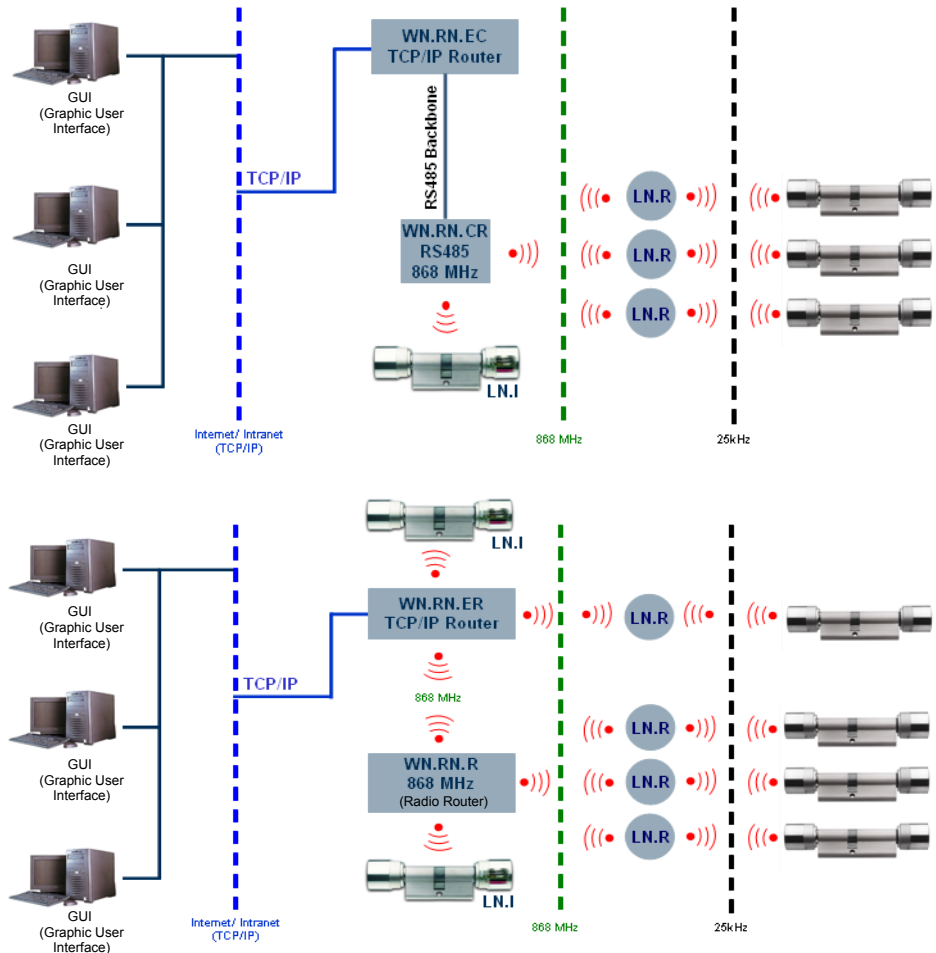 WN.RN.EC
TCP/IP Router
GUI
(Graphic User
Interface)
RS485 Backbone
TCP/IP
LN.R
GUI
(Graphic User
Interface)
WN.RN.CR
RS485
868 MHz
LN.R
LN.R
LN.I
GUI
(Graphic User
Interface)
Internet/ Intranet
(TCP/IP)
868 MHz
25kHz
LN.I
GUI
(Graphic User
Interface)
WN.RN.ER
TCP/IP Router
LN.R
TCP/IP
868 MHz
GUI
(Graphic User
Interface)
LN.R
WN.RN.R
868 MHz
(Radio Router)
LN.R
LN.R
LN.I
GUI
(Graphic User
Interface)
Internet/ Intranet
(TCP/IP)
868 MHz
25kHz